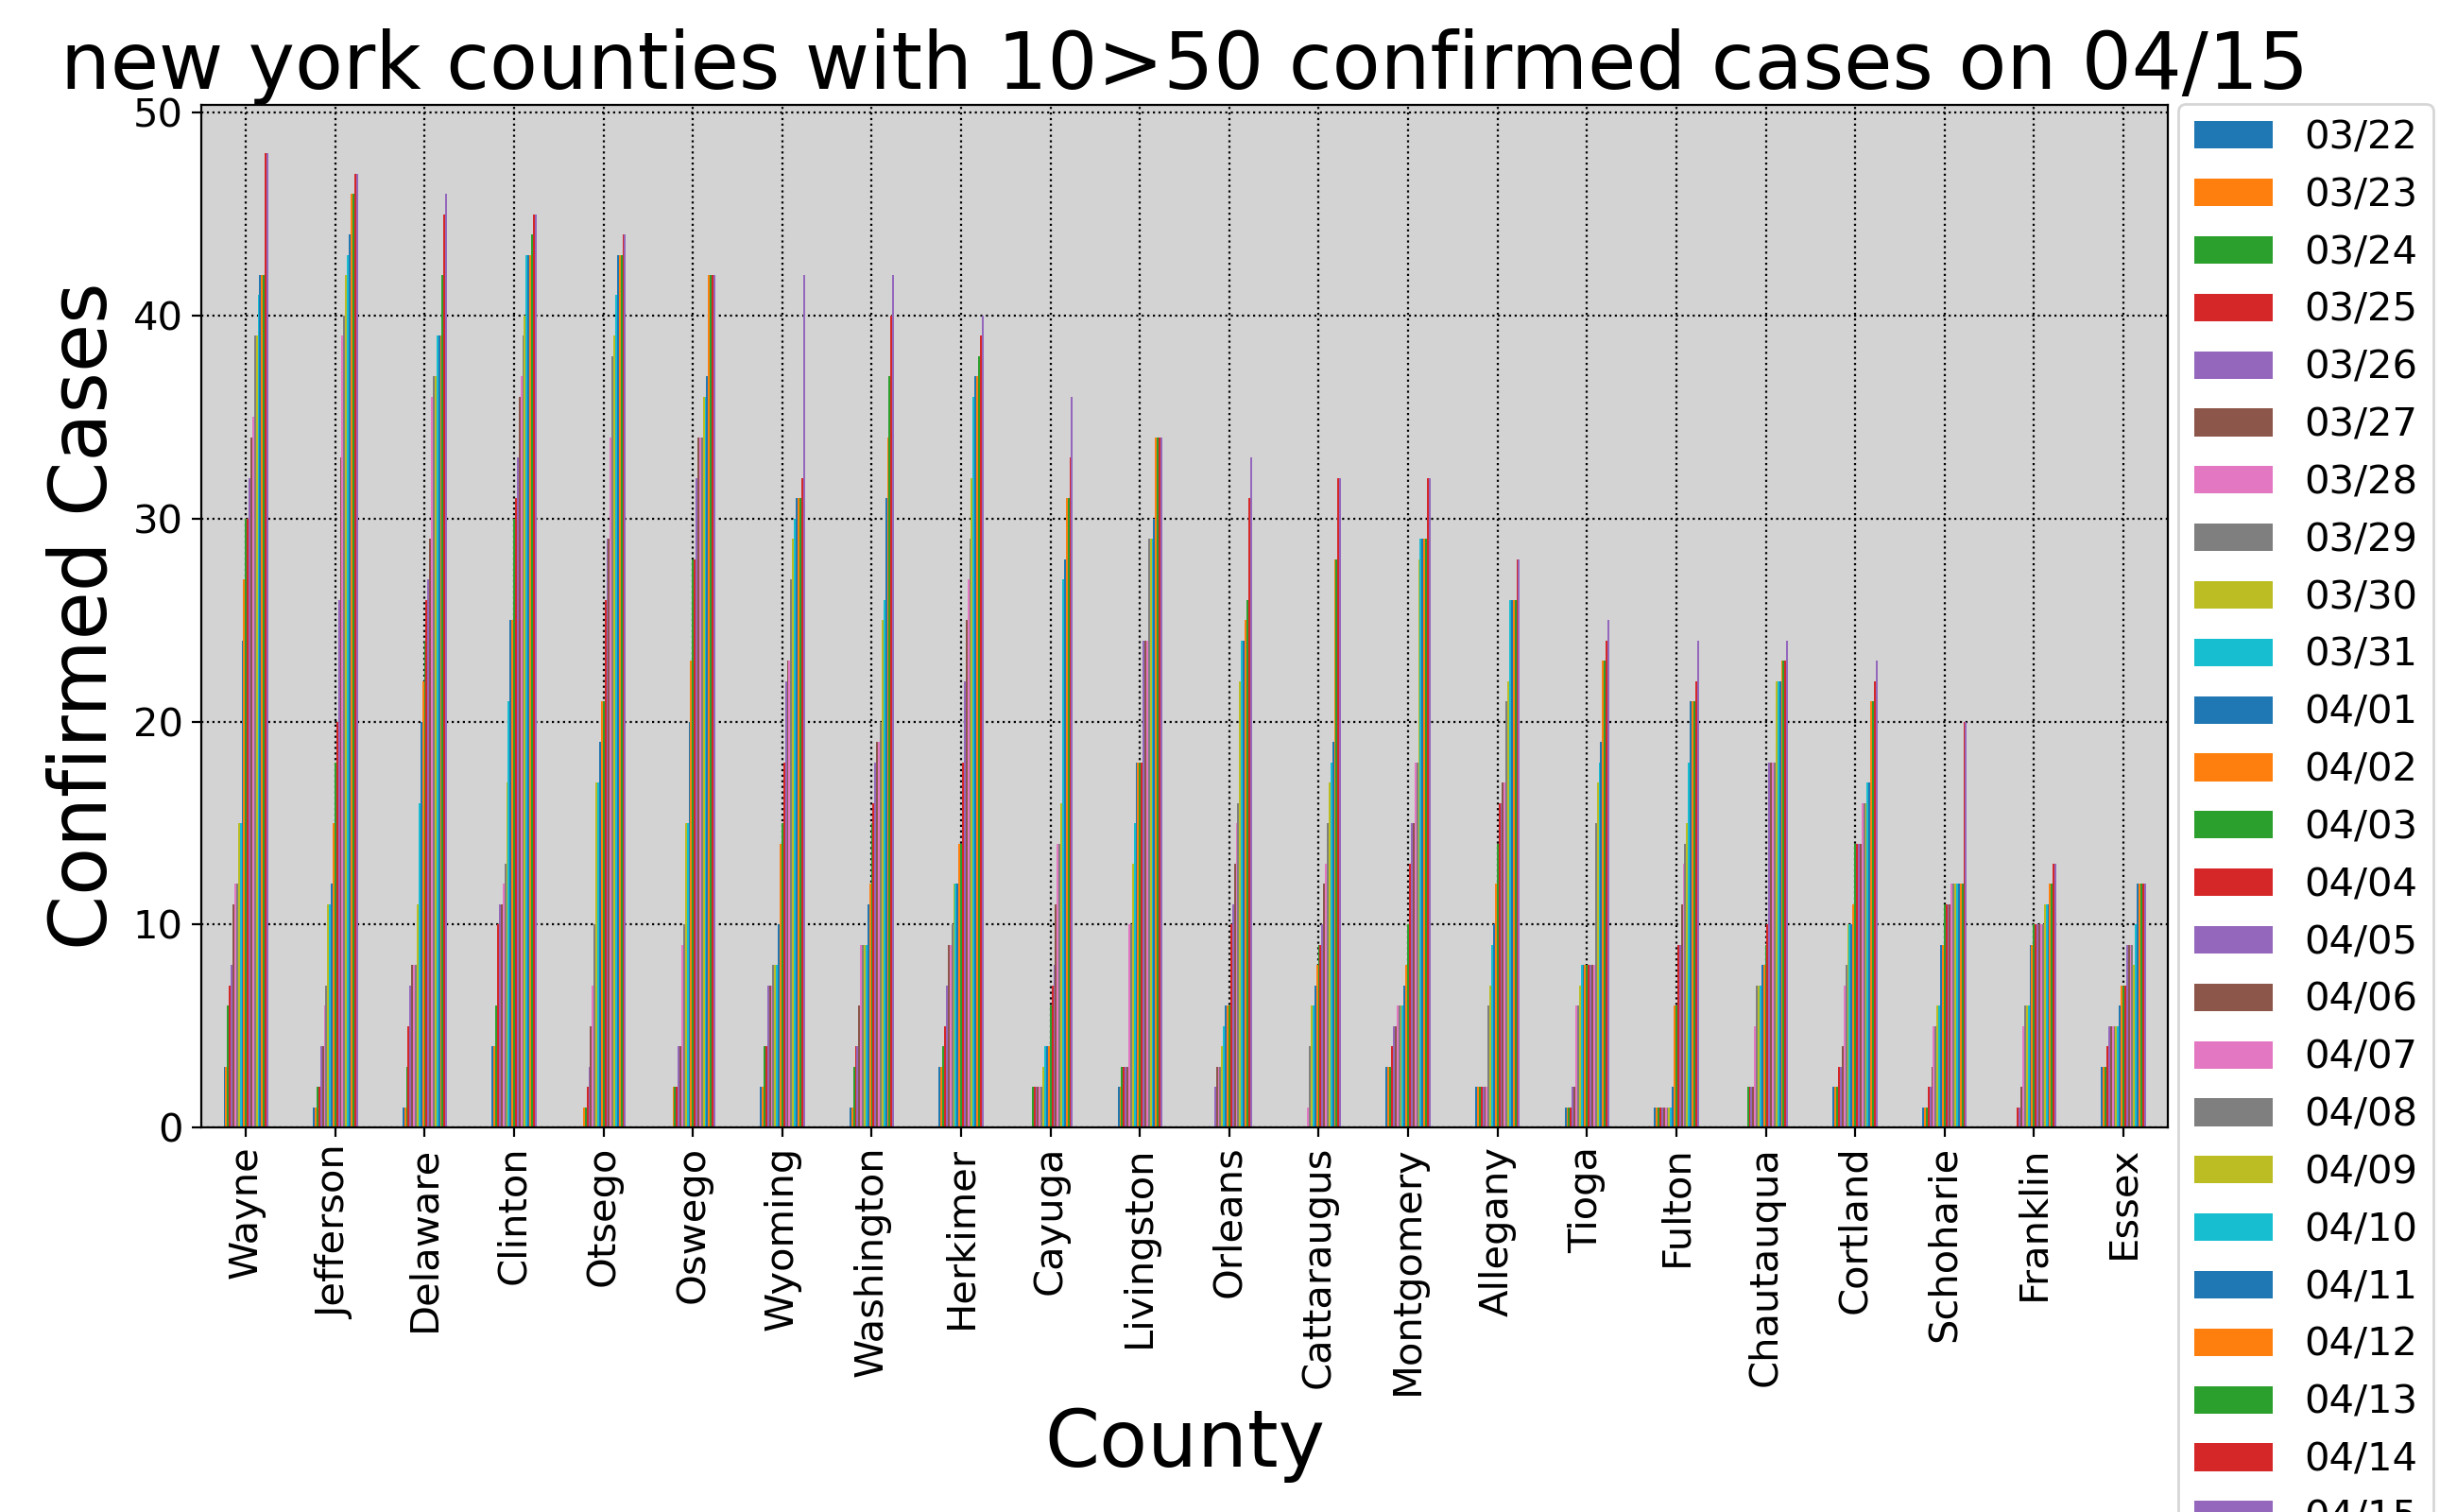 new york counties with 10>50 confirmed cases on 04/15
Confirmed Cases
50
40
30
20
10
0
Wayne
Jefferson
Delaware
Clinton
Otsego
Oswego
Wyoming
Washington
Herkimer
Cayuga
Livingston
Orleans
Cattaraugus
Montgomery
Allegany
Tioga
Fulton
Chautauqua
Cortland
Schoharie
Franklin
Essex
County
03/22
03/23
03/24
03/25
03/26
03/27
03/28
03/29
03/30
03/31
04/01
04/02
04/03
04/04
04/05
04/06
04/07
04/08
04/09
04/10
04/11
04/12
04/13
04/14
04/15